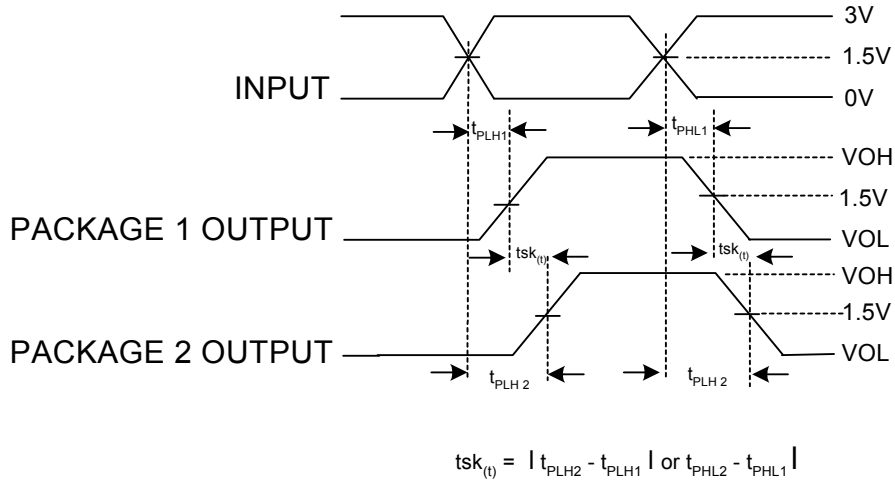 3V
1.5V
INPUT
0V
tPLH1
tPHL1
VOH
1.5V
PACKAGE 1 OUTPUT
VOL
tsk(t)
tsk(t)
VOH
1.5V
PACKAGE 2 OUTPUT
VOL
tPLH 2
tPLH 2
tsk(t) = | tPLH2 - tPLH1 | or tPHL2 - tPHL1 |